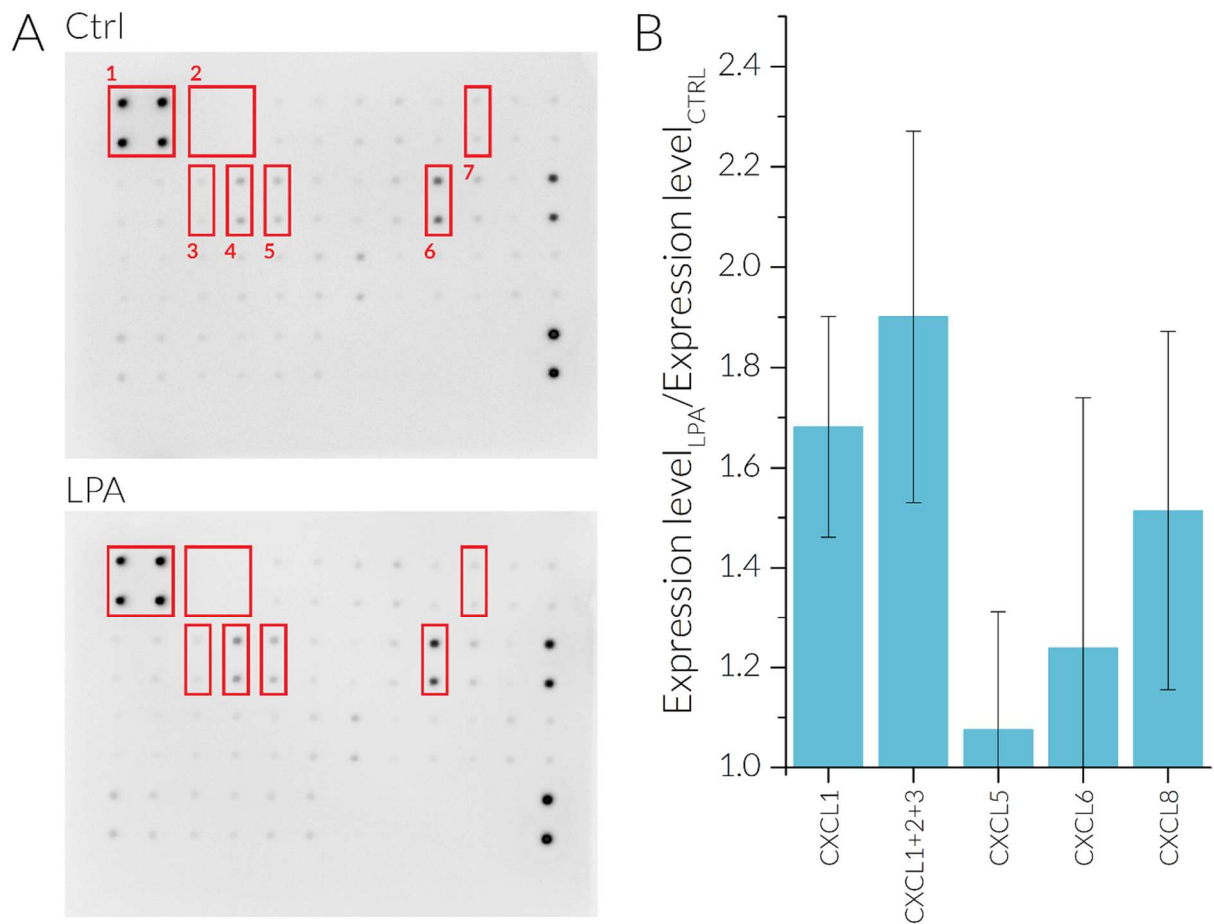 A
Ctrl
1
2
7
3
4
5
6
LPA
B
Expression level_LPA/Expression level_CTRL
2.4
2.2
2.0
1.8
1.6
1.4
1.2
1.0
CXCL1
CXCL1+2+3
CXCL5
CXCL6
CXCL8